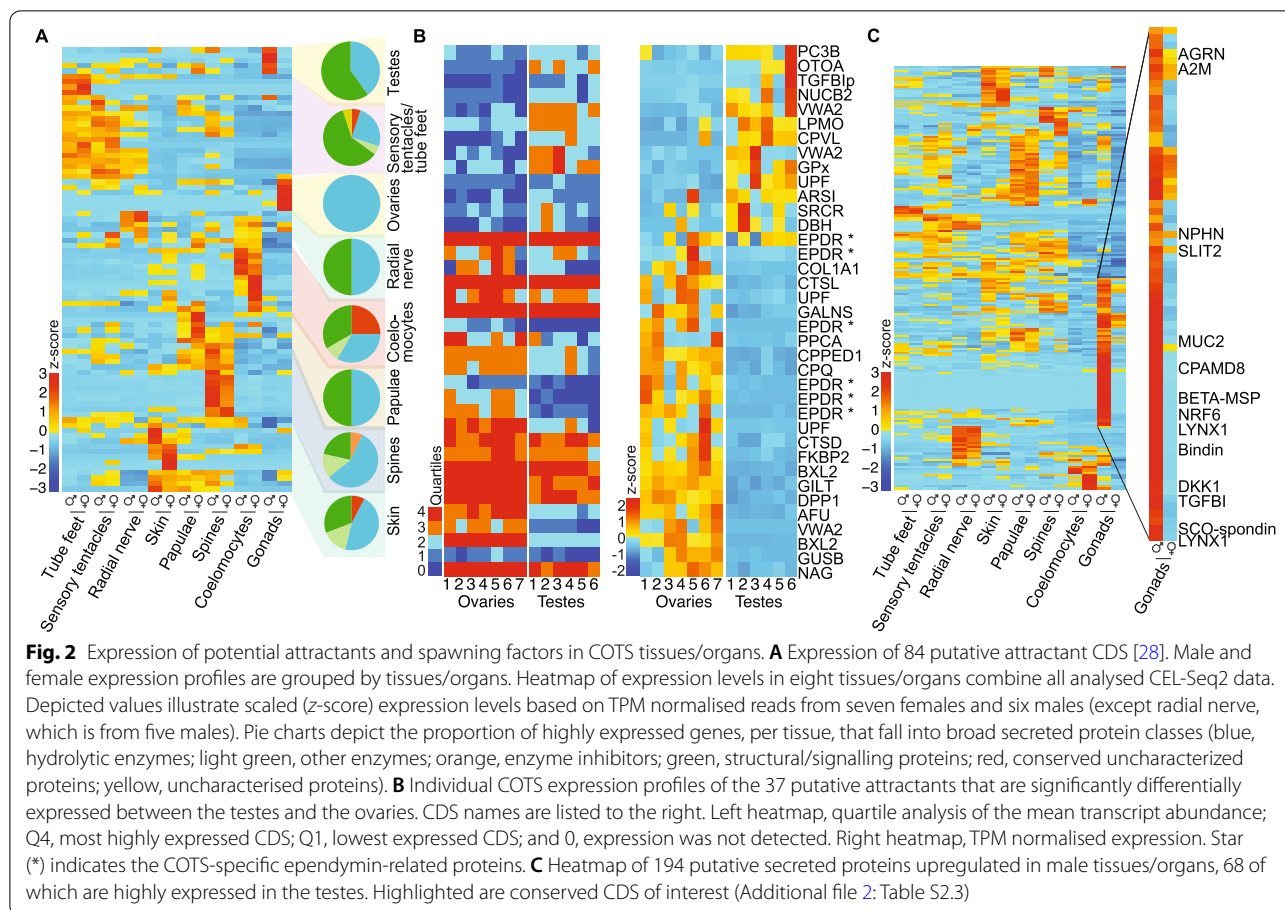 A
Testes
Sensory tentacles/ tube feet
Ovaries
Radial nerve
Coelo-mocytes
Papulae
Spines
Skin
3
2
1
0
−1
−2
−3
z-score
♂ ♀ ♂ ♀ ♂ ♀ ♂ ♀ ♂ ♀ ♂ ♀ ♂ ♀ ♂ ♀
Tube feet
Sensory tentacles
Radial nerve
Skin
Papulae
Spines
Coelomocytes
Gonads
B
Quartiles
4
3
2
1
0
1 2 3 4 5 6 7
Ovaries
1 2 3 4 5 6
Testes
z-score
2
1
0
-1
-2
1 2 3 4 5 6 7
Ovaries
1 2 3 4 5 6
Testes
PC3B
OTOA
TGFBIp
NUCB2
VWA2
LPMO
CPVL
VWA2
GPx
UPF
ARSI
SRCR
DBH
EPDR *
EPDR *
COL1A1
CTSL
UPF
GALNS
EPDR *
PPCA
CPPED1
CPQ
EPDR *
EPDR *
EPDR *
UPF
CTSD
FKBP2
BXL2
GILT
DPP1
AFU
VWA2
BXL2
GUSB
NAG
C
3
2
1
0
−1
−2
−3
z-score
♂ ♀ ♂ ♀ ♂ ♀ ♂ ♀ ♂ ♀ ♂ ♀ ♂ ♀ ♂ ♀
Tube feet
Sensory tentacles
Radial nerve
Skin
Papulae
Spines
Coelomocytes
Gonads
AGRN
A2M
NPHN
SLIT2
MUC2
CPAMD8
BETA-MSP
NRF6
LYNX1
Bindin
DKK1
TGFBI
SCO-spondin
LYNX1
♂ ♀
Gonads
Fig. 2 Expression of potential attractants and spawning factors in COTS tissues/organs. A Expression of 84 putative attractant CDS [28]. Male and
female expression profiles are grouped by tissues/organs. Heatmap of expression levels in eight tissues/organs combine all analysed CEL-Seq2 data.
Depicted values illustrate scaled (z-score) expression levels based on TPM normalised reads from seven females and six males (except radial nerve,
which is from five males). Pie charts depict the proportion of highly expressed genes, per tissue, that fall into broad secreted protein classes (blue,
hydrolytic enzymes; light green, other enzymes; orange, enzyme inhibitors; green, structural/signalling proteins; red, conserved uncharacterized
proteins; yellow, uncharacterised proteins). B Individual COTS expression profiles of the 37 putative attractants that are significantly differentially
expressed between the testes and the ovaries. CDS names are listed to the right. Left heatmap, quartile analysis of the mean transcript abundance;
Q4, most highly expressed CDS; Q1, lowest expressed CDS; and 0, expression was not detected. Right heatmap, TPM normalised expression. Star
(*) indicates the COTS-specific ependymin-related proteins. C Heatmap of 194 putative secreted proteins upregulated in male tissues/organs, 68 of
which are highly expressed in the testes. Highlighted are conserved CDS of interest (Additional file 2: Table S2.3)